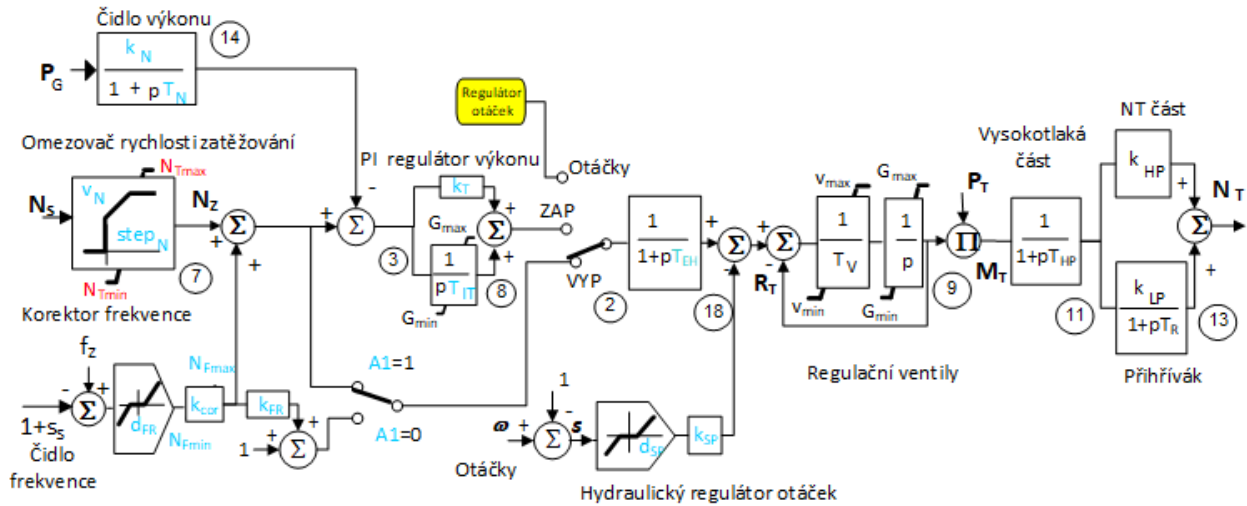 Čidlo výkonu
14
P_G
k_N
1 + pT_N
Regulátor
otáček
Omezovač rychlosti zatěžování
N_Tmax
v_N
step_N
N_s
N_z
N_Tmin
7
Σ
+
+
+
-
Σ
PI regulátor výkonu
k_T
G_max
1
pT_IT
G_min
3
8
Σ
+
+
Otáčky
ZAP
VYP
2
1
1+pT_EH
+
Σ
-
18
+
Σ
-
R_T
v_max
1
T_V
v_min
G_max
1
p
G_min
9
P_T
Π
M_T
Vysokotlaká
část
1
1+pT_HP
11
NT část
k_HP
k_LP
1+pT_R
13
+
Σ
+
N_T
Přihřívák
Regulační ventily
Korektor frekvence
f_z
-
+
Σ
1+s_s
Čidlo
frekvence
d_FR
N_Fmax
k_cor
N_Fmin
k_FR
+
1
+
Σ
A1=1
A1=0
1
-
ω
+
Σ
s
Otáčky
d_SP
k_SP
Hydraulický regulátor otáček